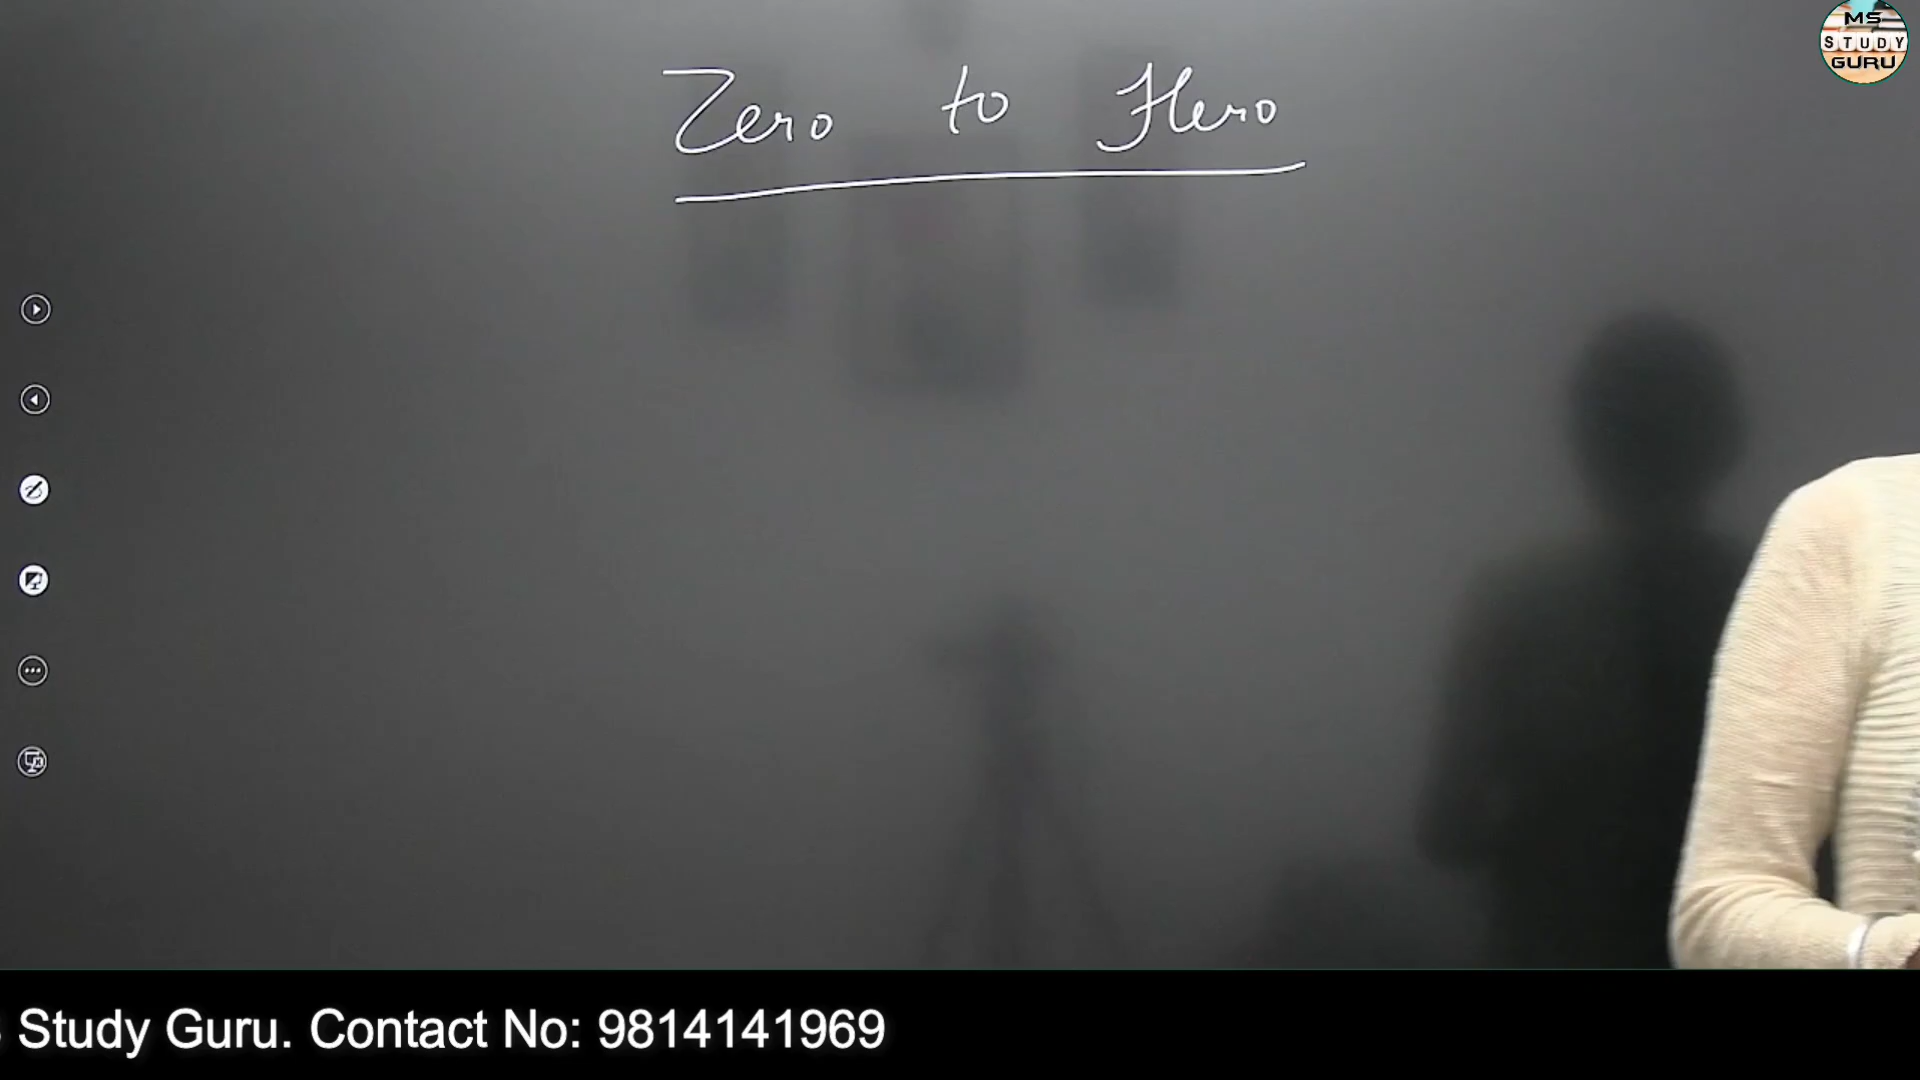 MS
STUDY
GURU
Zero to Hero
Study Guru. Contact No: 9814141969